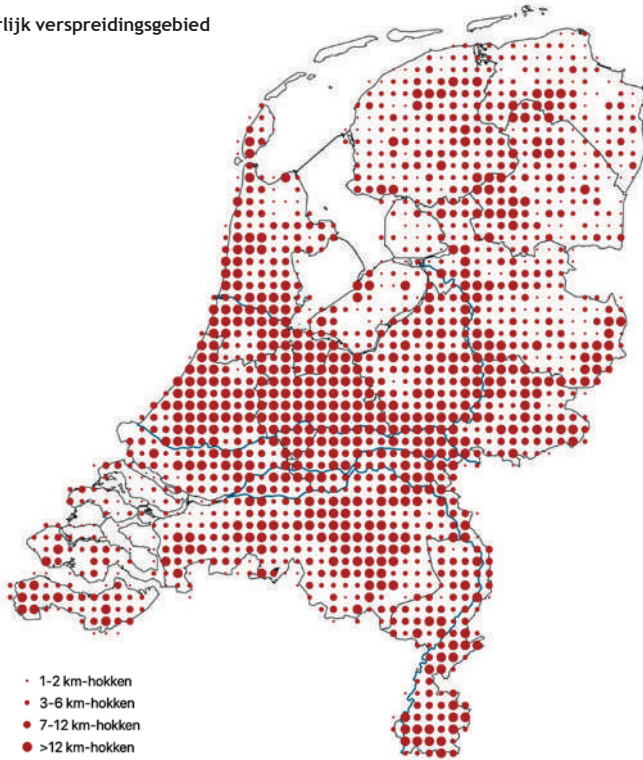 rlijk verspreidingsgebied
1-2 km-hokken
3-6 km-hokken
7-12 km-hokken
>12 km-hokken